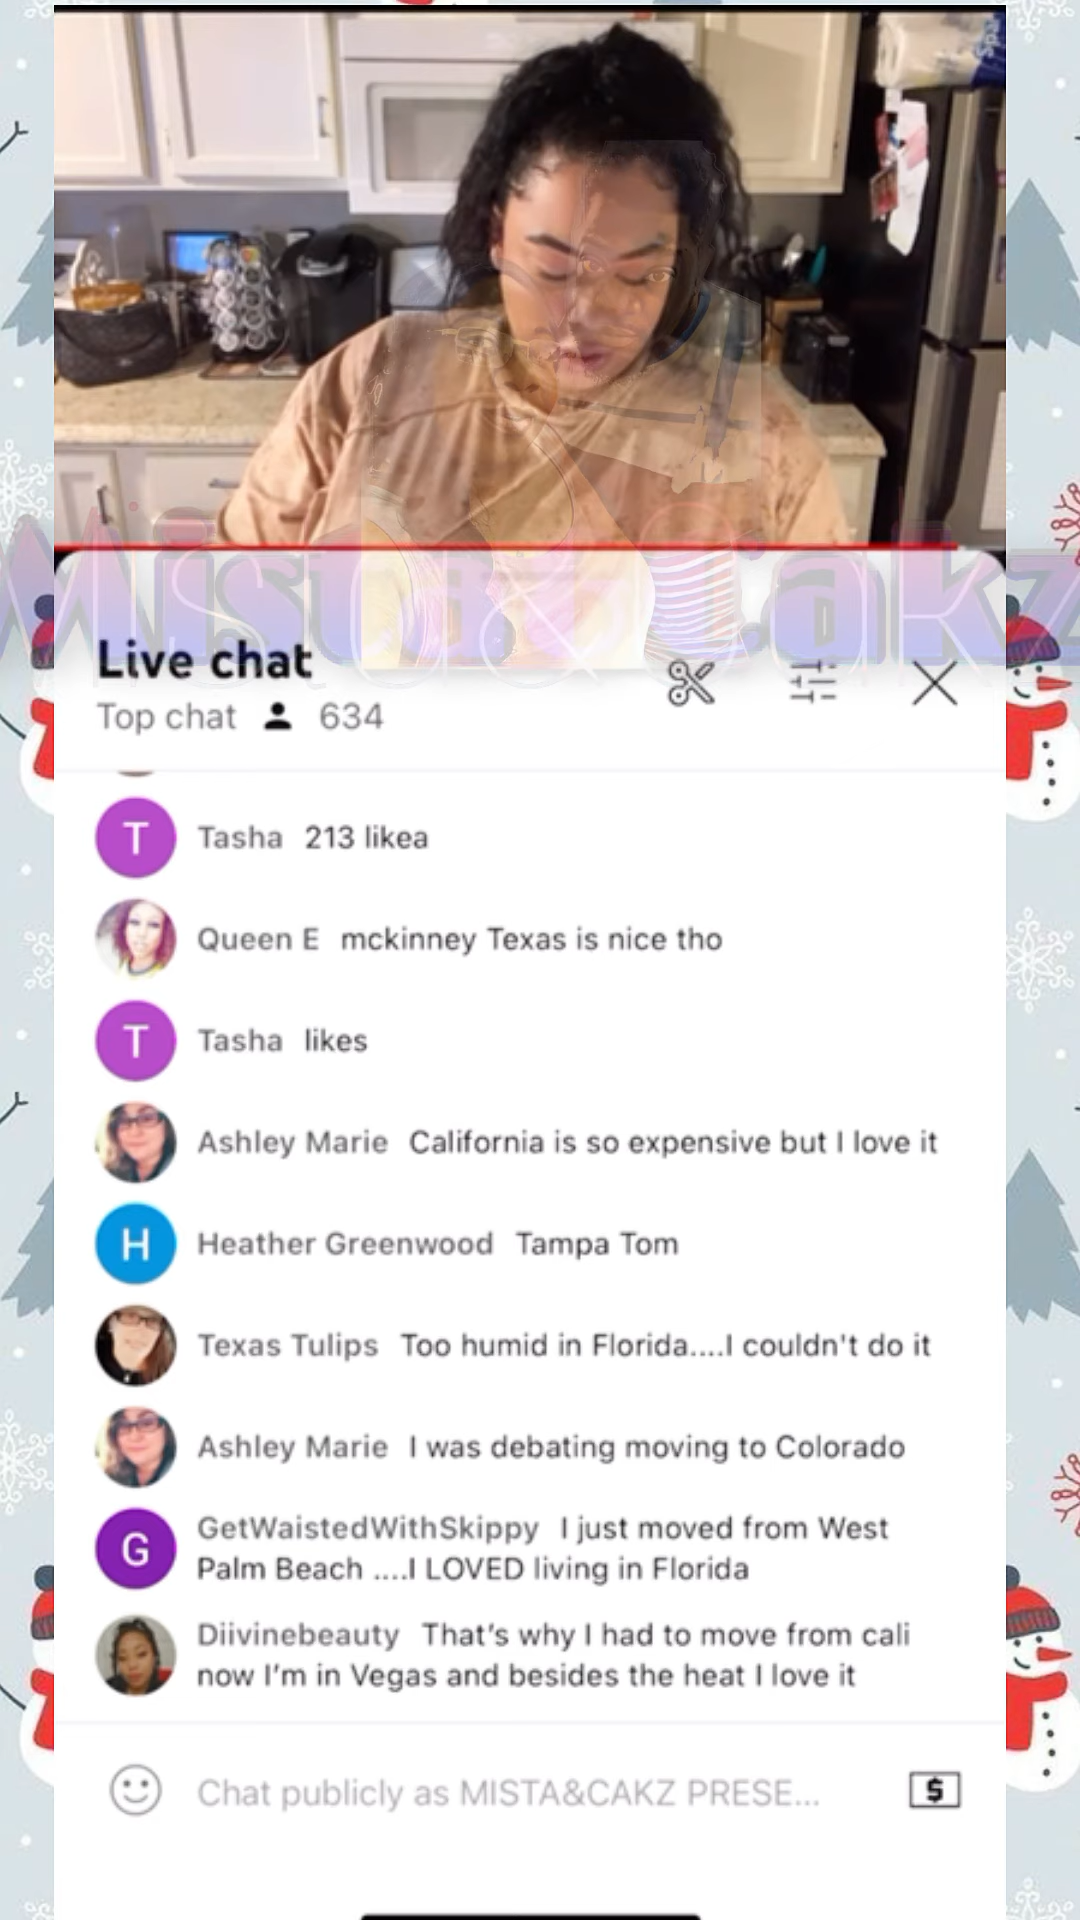 Mista&Cakz
Live chat
Top chat 634
T Tasha 213 likea
Queen E mckinney Texas is nice tho
T Tasha likes
Ashley Marie California is so expensive but I love it
H Heather Greenwood Tampa Tom
Texas Tulips Too humid in Florida....I couldn't do it
Ashley Marie I was debating moving to Colorado
G GetWaistedWithSkippy I just moved from West
Palm Beach ....I LOVED living in Florida
Diivinebeauty That’s why I had to move from cali
now I’m in Vegas and besides the heat I love it
Chat publicly as MISTA&CAKZ PRESE...
$